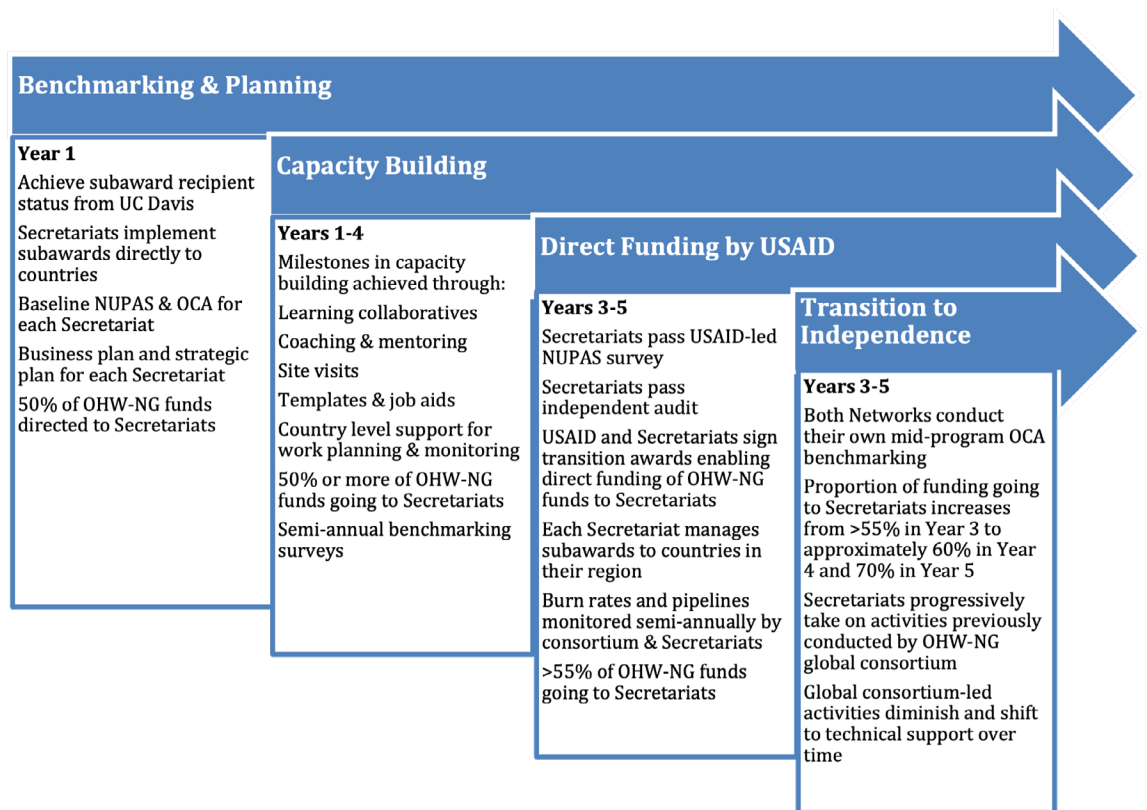 Benchmarking & Planning
Year 1
Achieve subaward recipient
status from UC Davis
Secretariats implement
subawards directly to
countries
Baseline NUPAS & OCA for
each Secretariat
Business plan and strategic
plan for each Secretariat
50% of OHW-NG funds
directed to Secretariats
Capacity Building
Years 1-4
Milestones in capacity
building achieved through:
Learning collaboratives
Coaching & mentoring
Site visits
Templates & job aids
Country level support for
work planning & monitoring
50% or more of OHW-NG
funds going to Secretariats
Semi-annual benchmarking
surveys
Direct Funding by USAID
Years 3-5
Secretariats pass USAID-led
NUPAS survey
Secretariats pass
independent audit
USAID and Secretariats sign
transition awards enabling
direct funding of OHW-NG
funds to Secretariats
Each Secretariat manages
subawards to countries in
their region
Burn rates and pipelines
monitored semi-annually by
consortium & Secretariats
>55% of OHW-NG funds
going to Secretariats
Transition to
Independence
Years 3-5
Both Networks conduct
their own mid-program OCA
benchmarking
Proportion of funding going
to Secretariats increases
from >55% in Year 3 to
approximately 60% in Year
4 and 70% in Year 5
Secretariats progressively
take on activities previously
conducted by OHW-NG
global consortium
Global consortium-led
activities diminish and shift
to technical support over
time